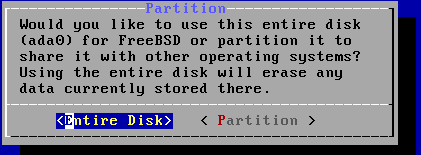 Partition
Would you like to use this entire disk
(ada0) for FreeBSD or partition it to
share it with other operating systems?
Using the entire disk will erase any
data currently stored there.
<Entire Disk> < Partition >